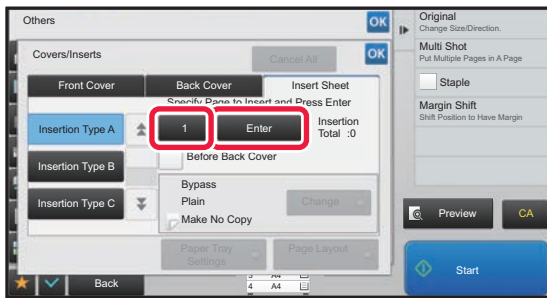 Others
OK
Covers/Inserts
Cancel All
OK
Front Cover
Back Cover
Insert Sheet
Specify Page to Insert and Press Enter
Insertion Type A
1
Enter
Insertion
Total :0
Before Back Cover
Insertion Type B
Bypass
Plain
Change
Make No Copy
Insertion Type C
Paper Tray
Settings
Page Layout
Back
3 A4
4 A4
Original
Change Size/Direction.
Multi Shot
Put Multiple Pages in A Page
Staple
Margin Shift
Shift Position to Have Margin
Preview
CA
Start